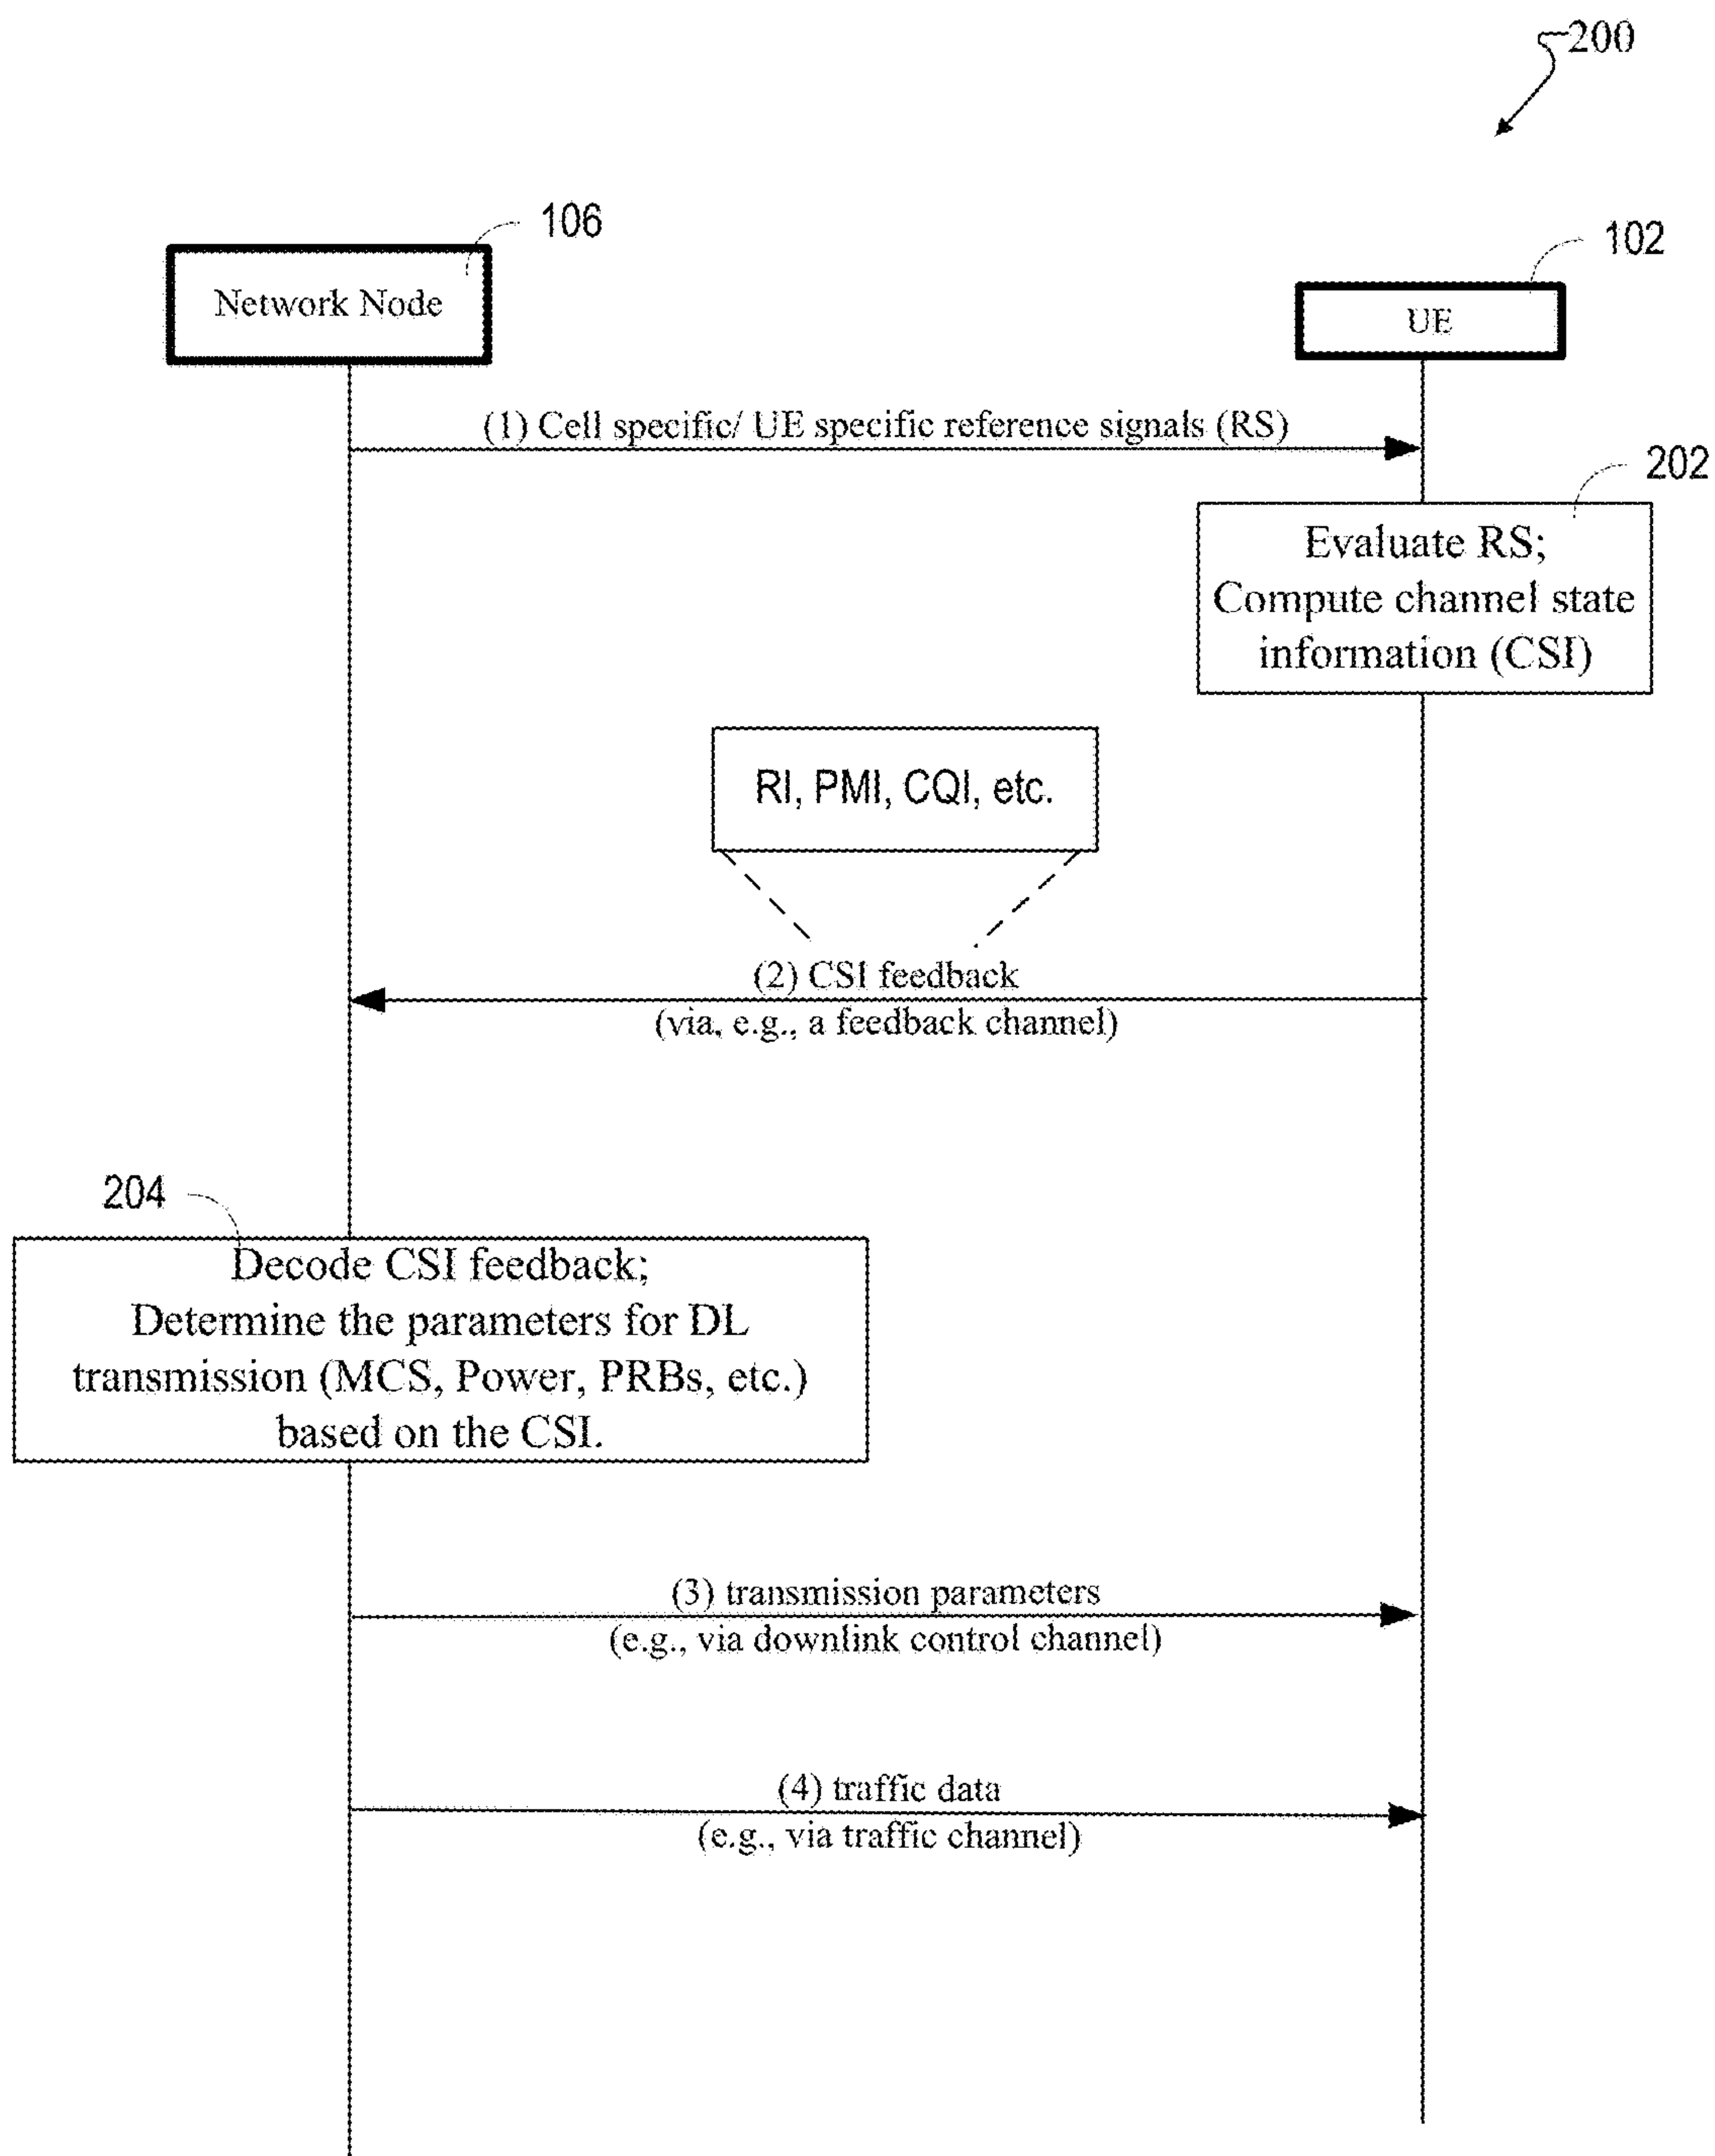 200
106
Network Node
102
UE
(1) Cell specific/ UE specific reference signals (RS)
202
Evaluate RS;
Compute channel state
information (CSI)
RI, PMI, CQI, etc.
(2) CSI feedback
(via, e.g., a feedback channel)
204
Decode CSI feedback;
Determine the parameters for DL
transmission (MCS, Power, PRBs, etc.)
based on the CSI.
(3) transmission parameters
(e.g., via downlink control channel)
(4) traffic data
(e.g., via traffic channel)